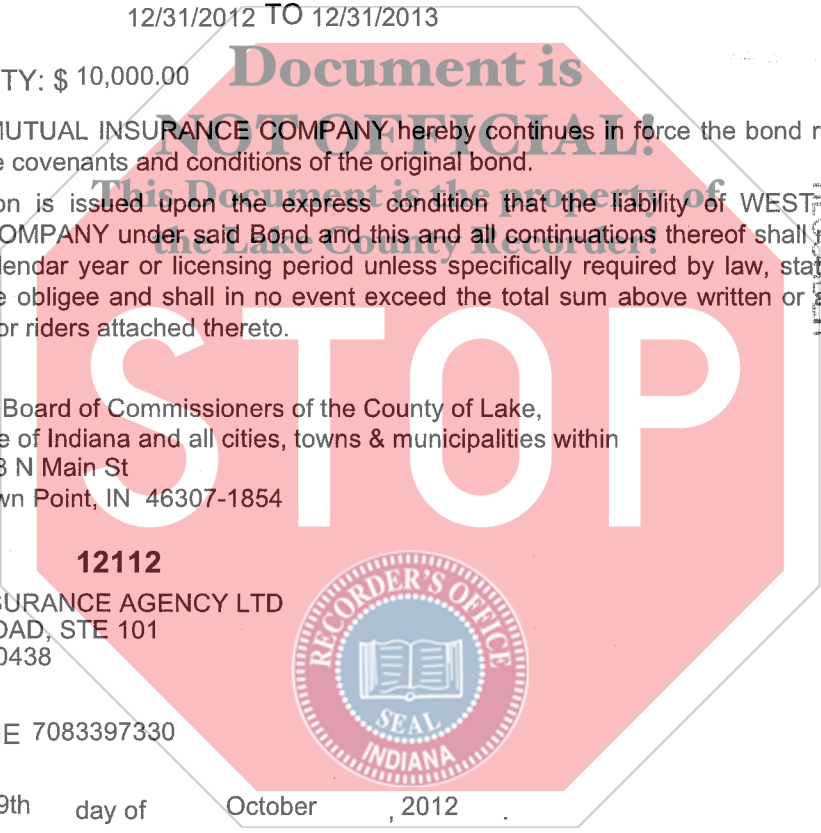 12/31/2012 TO 12/31/2013
Document is
TY: $ 10,000.00
NOT OFFICIAL!
MUTUAL INSURANCE COMPANY hereby continues in force the bond r
e covenants and conditions of the original bond.
This Document is the property of
on is issued upon the express condition that the liability of WEST
the Lake County Recorder!
OMPANY under said Bond and this and all continuations thereof shall
lendar year or licensing period unless specifically required by law, stat
e obligee and shall in no event exceed the total sum above written or
or riders attached thereto.
STOP
Board of Commissioners of the County of Lake,
e of Indiana and all cities, towns & municipalities within
3 N Main St
wn Point, IN 46307-1854
12112
SURANCE AGENCY LTD
OAD, STE 101
0438
RECORDER'S OFFICE
SEAL
INDIANA
NE 7083397330
9th day of October , 2012 .